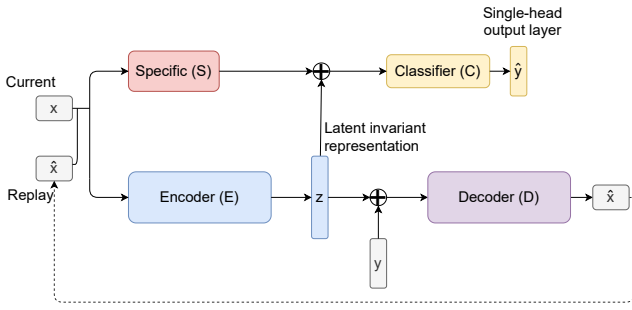 Single-head
output layer
Specific (S)
Classifier (C)
ŷ
Current
x
Latent invariant
representation
x̂
Replay
Encoder (E)
z
Decoder (D)
x̂
y